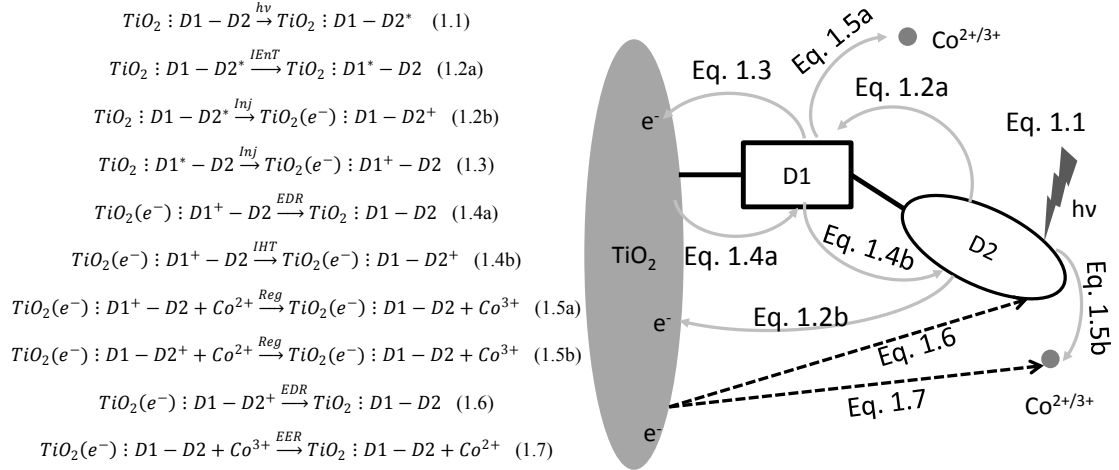 TiO₂ ⋮ D1 − D2 →(hν) TiO₂ ⋮ D1 − D2* (1.1)
TiO₂ ⋮ D1 − D2* →(IEnT) TiO₂ ⋮ D1* − D2 (1.2a)
TiO₂ ⋮ D1 − D2* →(Inj) TiO₂(e⁻) ⋮ D1 − D2⁺ (1.2b)
TiO₂ ⋮ D1* − D2 →(Inj) TiO₂(e⁻) ⋮ D1⁺ − D2 (1.3)
TiO₂(e⁻) ⋮ D1⁺ − D2 →(EDR) TiO₂ ⋮ D1 − D2 (1.4a)
TiO₂(e⁻) ⋮ D1⁺ − D2 →(IHT) TiO₂(e⁻) ⋮ D1 − D2⁺ (1.4b)
TiO₂(e⁻) ⋮ D1⁺ − D2 + Co²⁺ →(Reg) TiO₂(e⁻) ⋮ D1 − D2 + Co³⁺ (1.5a)
TiO₂(e⁻) ⋮ D1 − D2⁺ + Co²⁺ →(Reg) TiO₂(e⁻) ⋮ D1 − D2 + Co³⁺ (1.5b)
TiO₂(e⁻) ⋮ D1 − D2⁺ →(EDR) TiO₂ ⋮ D1 − D2 (1.6)
TiO₂(e⁻) ⋮ D1 − D2 + Co³⁺ →(EER) TiO₂ ⋮ D1 − D2 + Co²⁺ (1.7)
Eq. 1.5a
Co²⁺/³⁺
Eq. 1.3
Eq. 1.2a
e⁻
Eq. 1.1
D1
hν
D2
TiO₂
Eq. 1.4a
Eq. 1.4b
Eq. 1.5b
e⁻
Eq. 1.2b
Eq. 1.6
Eq. 1.7
Co²⁺/³⁺
e⁻